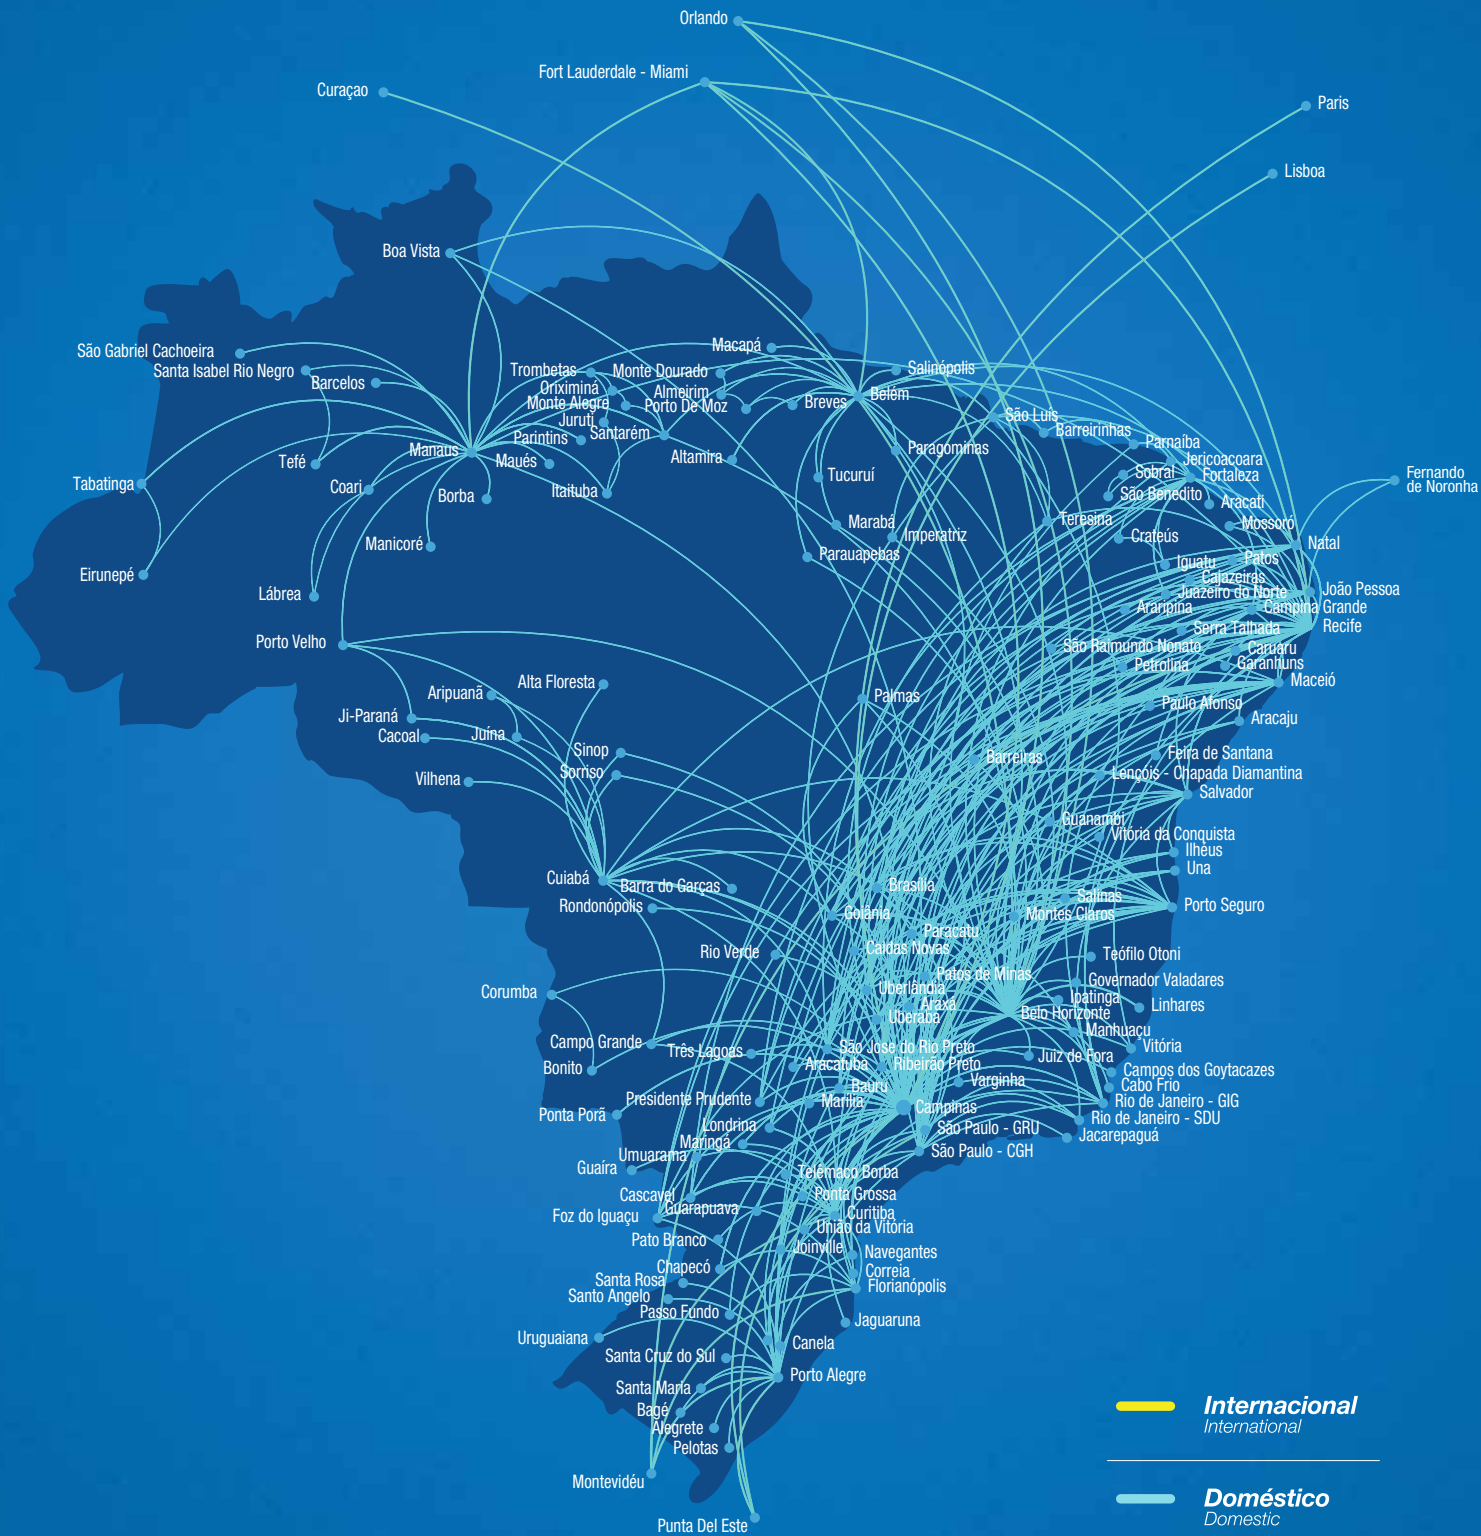 Orlando
Fort Lauderdale - Miami
Curaçao
Paris
Lisboa
Boa Vista
São Gabriel Cachoeira
Santa Isabel Rio Negro
Barcelos
Macapá
Trombetas
Monte Dourado
Salinópolis
Oriximiná
Almeirim
Belém
Monte Alegre
Porto De Moz
Breves
São Luis
Juruti
Barreirinhas
Parintins
Santarém
Parnaíba
Manaus
Maués
Altamira
Paragominas
Jericoacoara
Tefé
Sobral
Fortaleza
Fernando
de Noronha
Tabatinga
Coari
Borba
Itaituba
Tucuruí
São Benedito
Aracati
Marabá
Teresina
Mossoró
Manicoré
Imperatriz
Crateús
Natal
Parauapebas
Patos
Iguatu
Eirunepé
Cajazeiras
Lábrea
Juazeiro do Norte
João Pessoa
Araripina
Campina Grande
Serra Talhada
Recife
Porto Velho
São Raimundo Nonato
Caruaru
Petrolina
Garanhuns
Alta Floresta
Maceió
Aripuanã
Palmas
Paulo Afonso
Ji-Paraná
Aracaju
Cacoal
Juína
Sinop
Barreiras
Feira de Santana
Sorriso
Lençóis - Chapada Diamantina
Vilhena
Salvador
Guanambi
Vitória da Conquista
Ilhéus
Una
Cuiabá
Barra do Garças
Brasília
Salinas
Rondonópolis
Goiânia
Montes Claros
Porto Seguro
Paracatu
Rio Verde
Caldas Novas
Teófilo Otoni
Patos de Minas
Governador Valadares
Corumba
Uberlândia
Ipatinga
Araxá
Linhares
Uberaba
Belo Horizonte
Manhuaçu
Campo Grande
Três Lagoas
São Jose do Rio Preto
Vitória
Juiz de Fora
Bonito
Aracatuba
Ribeirão Preto
Campos dos Goytacazes
Bauru
Varginha
Cabo Frio
Presidente Prudente
Marília
Campinas
Rio de Janeiro - GIG
Ponta Porã
Rio de Janeiro - SDU
Londrina
São Paulo - GRU
Jacarepaguá
Maringá
São Paulo - CGH
Umuarama
Guaíra
Telêmaco Borba
Cascavel
Ponta Grossa
Guarapuava
Foz do Iguaçu
Curitiba
União da Vitória
Pato Branco
Joinville
Navegantes
Chapecó
Correia
Santa Rosa
Florianópolis
Santo Angelo
Passo Fundo
Jaguaruna
Uruguaiana
Canela
Santa Cruz do Sul
Porto Alegre
Santa Maria
Bagé
Alegrete
Pelotas
Montevidéu
Punta Del Este
Internacional
International
Doméstico
Domestic